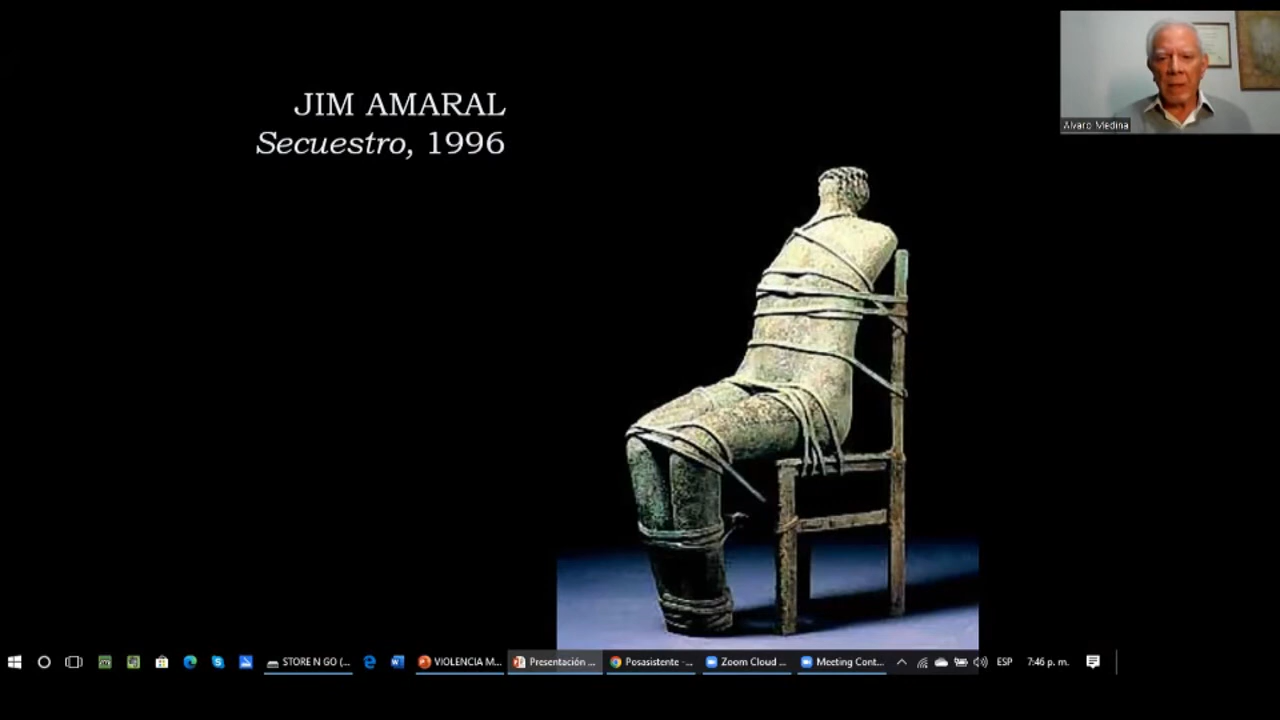 JIM AMARAL
Secuestro, 1996
Alvaro Medina
STORE N GO (...
VIOLENCIA M...
Presentación ...
Posasistente -...
Zoom Cloud ...
Meeting Cont...
ESP
7:46 p. m.